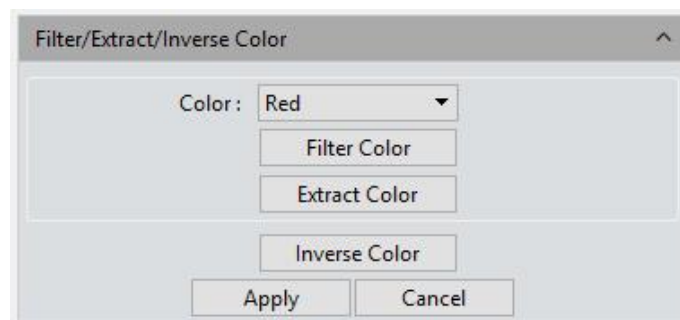 Filter/Extract/Inverse Color
Color : Red
Filter Color
Extract Color
Inverse Color
Apply Cancel